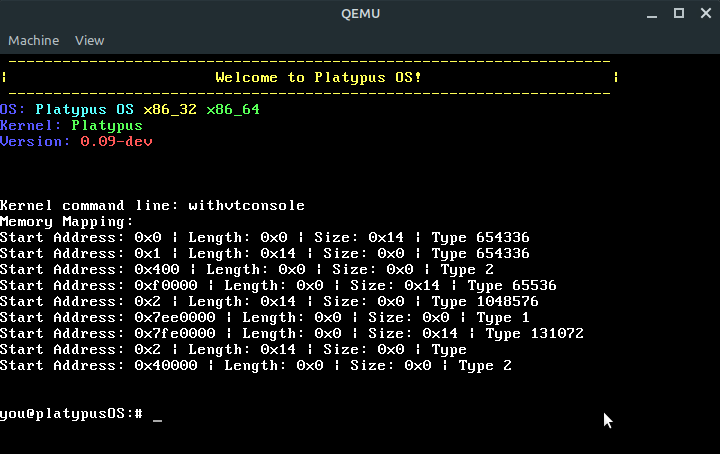 QEMU
Machine View
------------------------------------------------------------------
¦ Welcome to Platypus OS! ¦
------------------------------------------------------------------
OS: Platypus OS x86_32 x86_64
Kernel: Platypus
Version: 0.09-dev
Kernel command line: withvtconsole
Memory Mapping:
Start Address: 0x0 ¦ Length: 0x0 ¦ Size: 0x14 ¦ Type 654336
Start Address: 0x1 ¦ Length: 0x14 ¦ Size: 0x0 ¦ Type 654336
Start Address: 0x400 ¦ Length: 0x0 ¦ Size: 0x0 ¦ Type 2
Start Address: 0xf0000 ¦ Length: 0x0 ¦ Size: 0x14 ¦ Type 65536
Start Address: 0x2 ¦ Length: 0x14 ¦ Size: 0x0 ¦ Type 1048576
Start Address: 0x7ee0000 ¦ Length: 0x0 ¦ Size: 0x0 ¦ Type 1
Start Address: 0x7fe0000 ¦ Length: 0x0 ¦ Size: 0x14 ¦ Type 131072
Start Address: 0x2 ¦ Length: 0x14 ¦ Size: 0x0 ¦ Type
Start Address: 0x40000 ¦ Length: 0x0 ¦ Size: 0x0 ¦ Type 2
you@platypusOS:# _